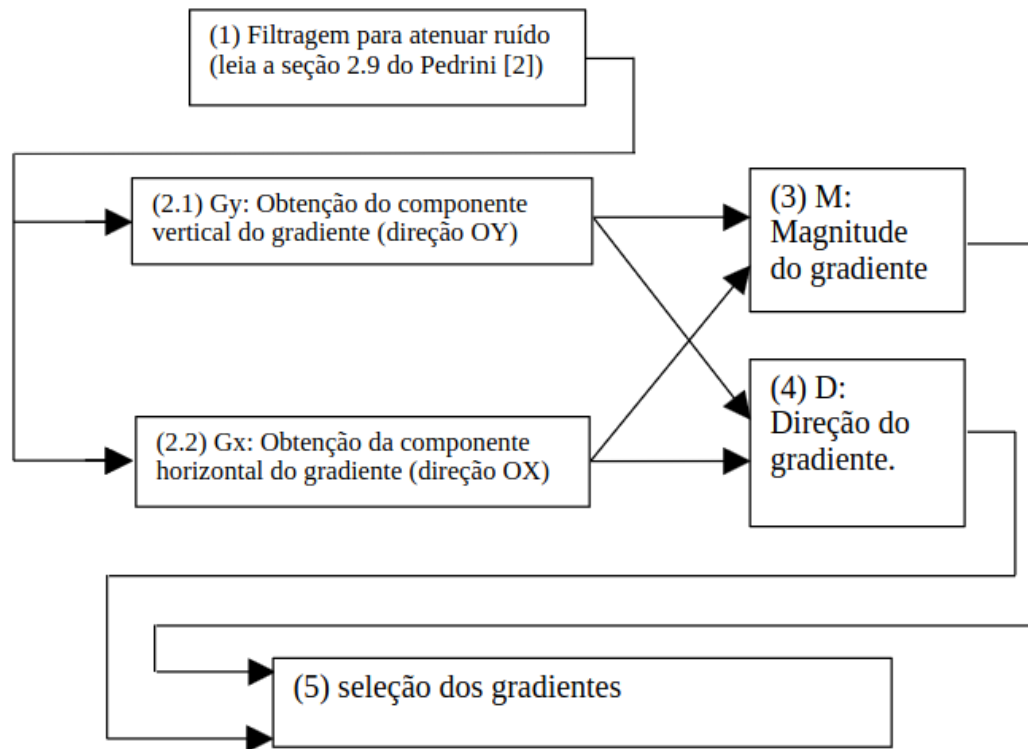 (1) Filtragem para atenuar ruído
(leia a seção 2.9 do Pedrini [2])
(2.1) Gy: Obtenção do componente
vertical do gradiente (direção OY)
(3) M:
Magnitude
do gradiente
(2.2) Gx: Obtenção da componente
horizontal do gradiente (direção OX)
(4) D:
Direção do
gradiente.
(5) seleção dos gradientes